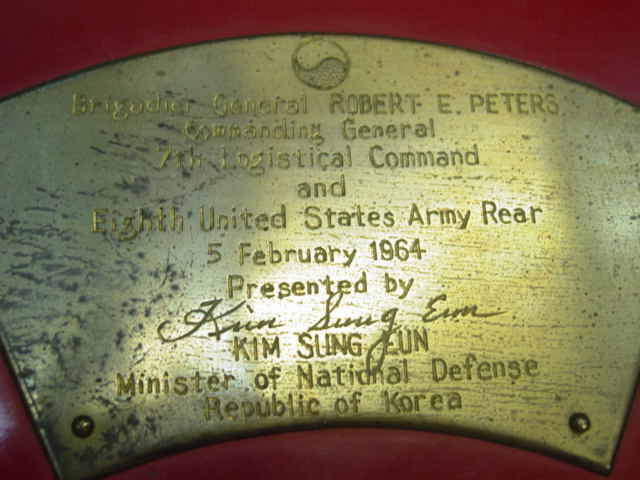 Brigadier General ROBERT E. PETERS
Commanding General
7th Logistical Command
and
Eighth United States Army Rear
5 February 1964
Presented by
Kim Sung Eun
KIM SUNG EUN
Minister of National Defense
Republic of Korea